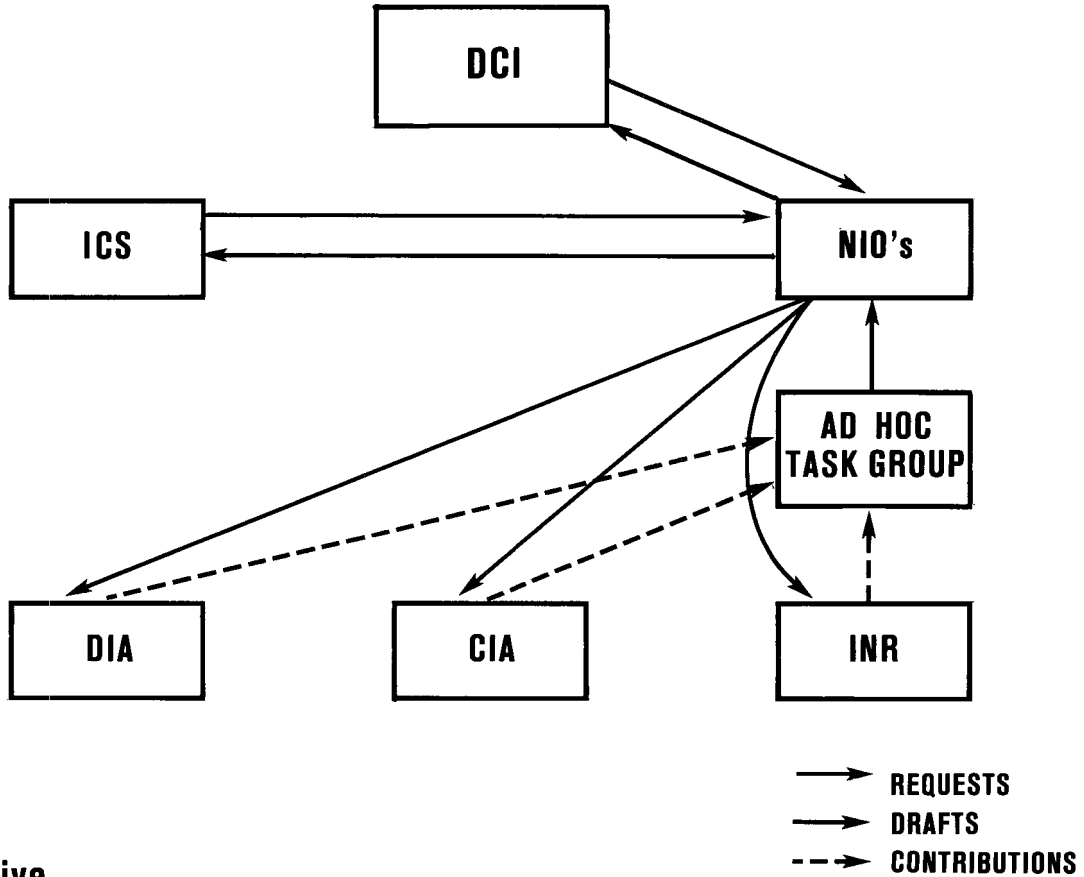 DCI
ICS
NIO's
AD HOC
TASK GROUP
DIA
CIA
INR
REQUESTS
DRAFTS
CONTRIBUTIONS